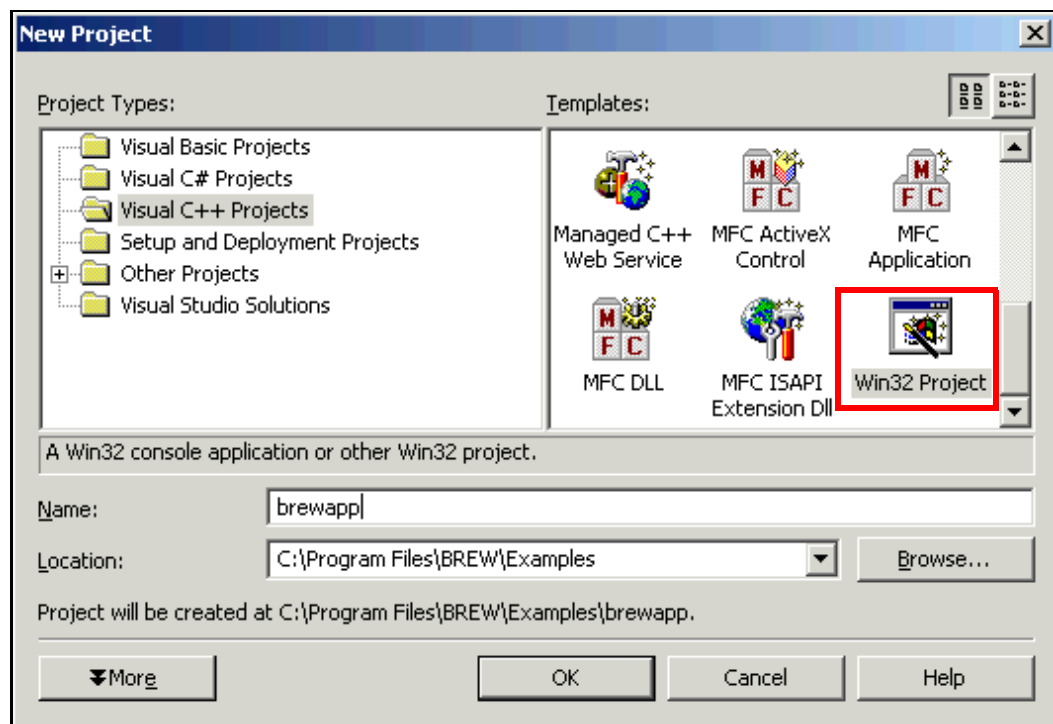 New Project
Project Types:
Templates:
Visual Basic Projects
Visual C# Projects
Visual C++ Projects
Setup and Deployment Projects
Other Projects
Visual Studio Solutions
Managed C++
Web Service
MFC ActiveX
Control
MFC
Application
MFC DLL
MFC ISAPI
Extension Dll
Win32 Project
A Win32 console application or other Win32 project.
Name:
brewapp
Location:
C:\Program Files\BREW\Examples
Browse...
Project will be created at C:\Program Files\BREW\Examples\brewapp.
More
OK
Cancel
Help